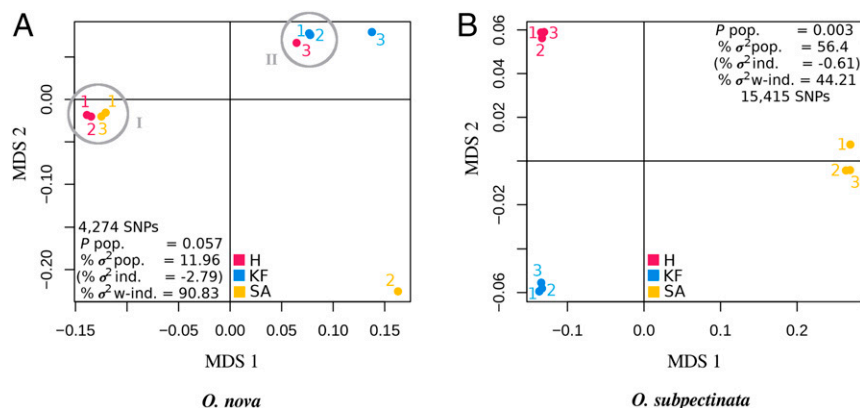 A
1 2
3
3
II
0.00
MDS 2
−0.10
−0.20
1 1
2 3
I
4,274 SNPs
P pop. = 0.057
% σ²pop. = 11.96
(% σ²ind. = -2.79)
% σ²w-ind. = 90.83
H
KF
SA
2
−0.15 −0.10 −0.05 0.00 0.05 0.10 0.15
MDS 1
O. nova
B
0.06
0.02
−0.02
−0.06
MDS 2
1 3
2
P pop. = 0.003
% σ²pop. = 56.4
(% σ²ind. = -0.61)
% σ²w-ind. = 44.21
15,415 SNPs
1
2
3
3
1 2
H
KF
SA
−0.1 0.0 0.1 0.2
MDS 1
O. subpectinata